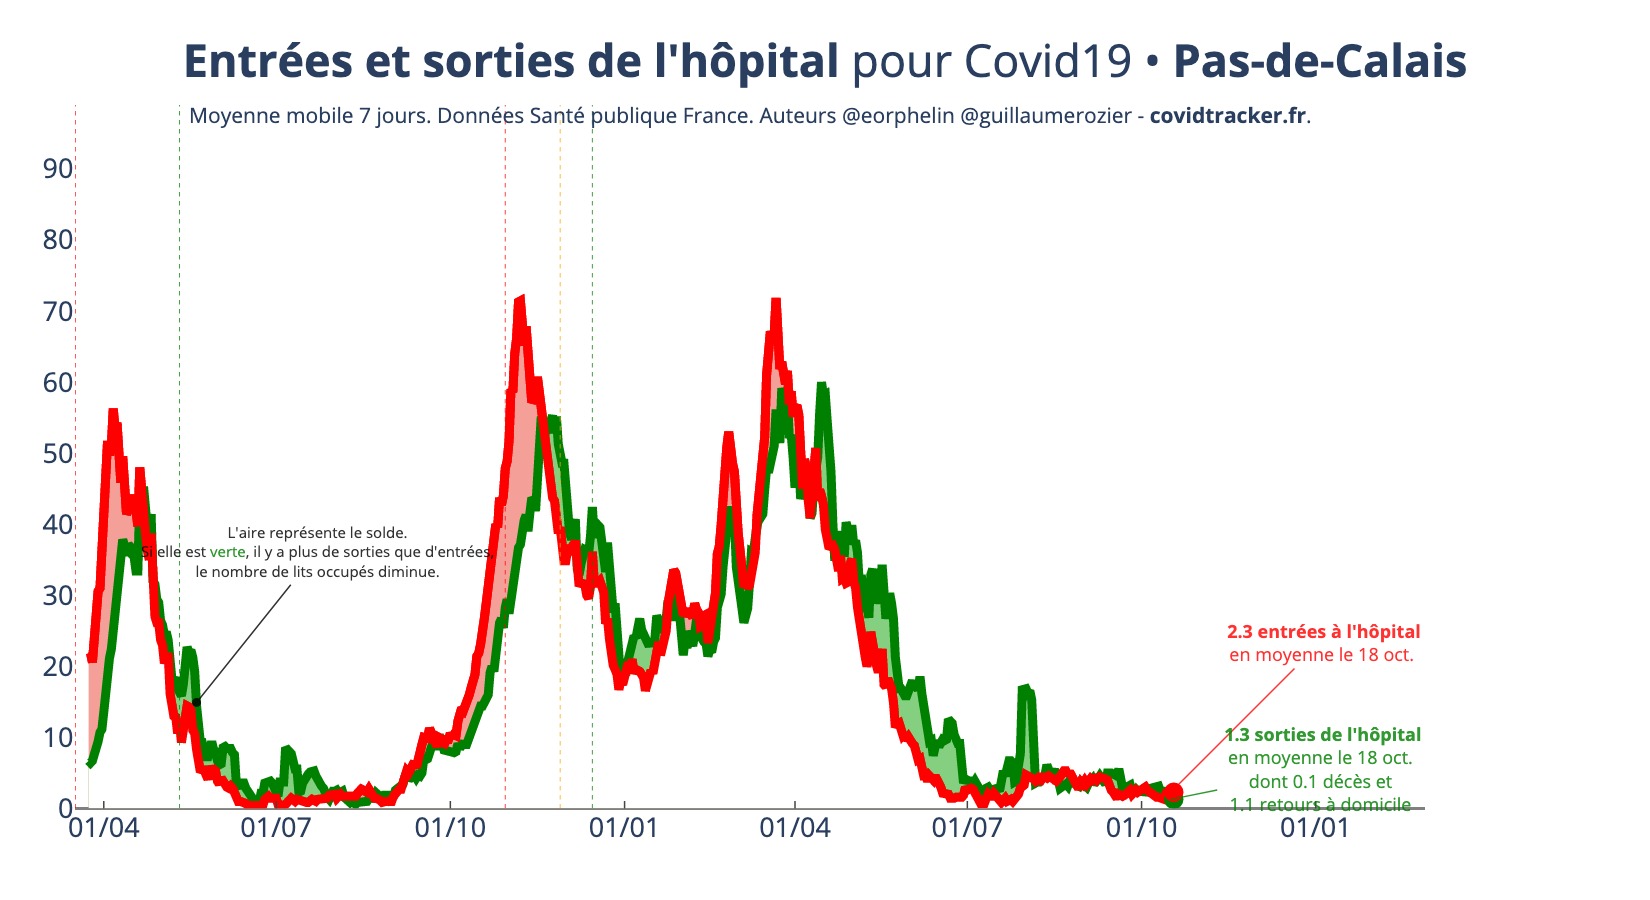 Entrées et sorties de l'hôpital pour Covid19 • Pas-de-Calais
Moyenne mobile 7 jours. Données Santé publique France. Auteurs @eorphelin @guillaumerozier - covidtracker.fr.
90
80
70
60
50
40
30
20
10
0
L'aire représente le solde.
Si elle est verte, il y a plus de sorties que d'entrées,
le nombre de lits occupés diminue.
2.3 entrées à l'hôpital
en moyenne le 18 oct.
1.3 sorties de l'hôpital
en moyenne le 18 oct.
dont 0.1 décès et
1.1 retours à domicile
01/04
01/07
01/10
01/01
01/04
01/07
01/10
01/01